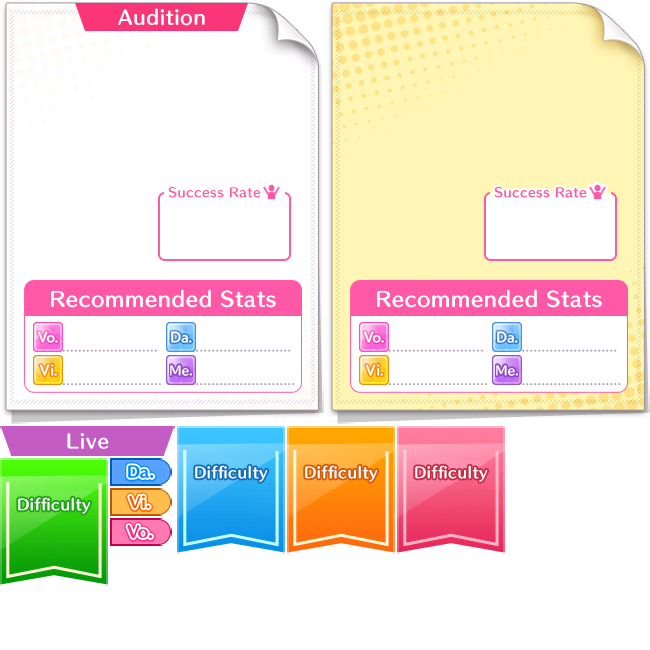 Audition
Success Rate
Recommended Stats
Vo. Da.
Vi. Me.
Success Rate
Recommended Stats
Vo. Da.
Vi. Me.
Live
Difficulty
Da.
Vi.
Vo.
Difficulty
Difficulty
Difficulty